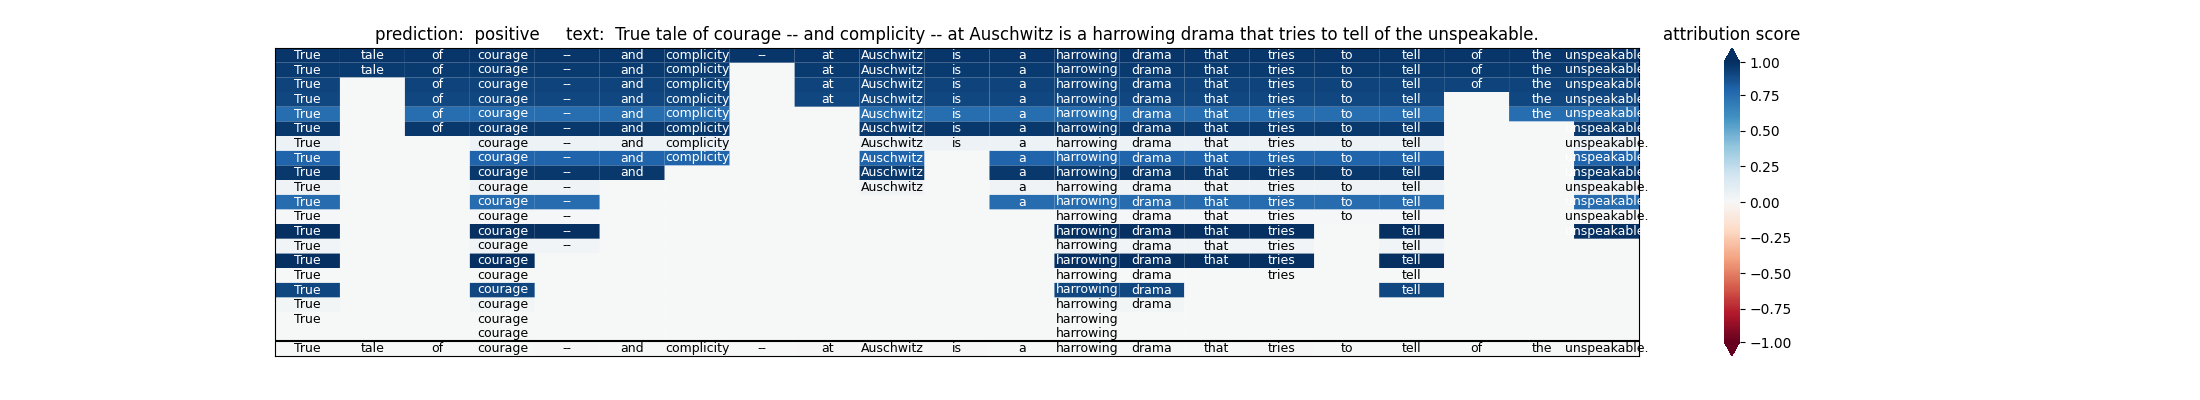 prediction:  positive     text:  True tale of courage -- and complicity -- at Auschwitz is a harrowing drama that tries to tell of the unspeakable.
attribution score
True tale of courage -- and complicity -- at Auschwitz is a harrowing drama that tries to tell of the unspeakable.
True tale of courage -- and complicity at Auschwitz is a harrowing drama that tries to tell of the unspeakable.
True of courage -- and complicity at Auschwitz is a harrowing drama that tries to tell of the unspeakable.
True of courage -- and complicity at Auschwitz is a harrowing drama that tries to tell the unspeakable.
True of courage -- and complicity Auschwitz is a harrowing drama that tries to tell the unspeakable.
True of courage -- and complicity Auschwitz is a harrowing drama that tries to tell unspeakable.
True courage -- and complicity Auschwitz is a harrowing drama that tries to tell unspeakable.
True courage -- and complicity Auschwitz a harrowing drama that tries to tell unspeakable.
True courage -- and Auschwitz a harrowing drama that tries to tell unspeakable.
True courage -- Auschwitz a harrowing drama that tries to tell unspeakable.
True courage -- a harrowing drama that tries to tell unspeakable.
True courage -- harrowing drama that tries to tell unspeakable.
True courage -- harrowing drama that tries tell unspeakable.
True courage -- harrowing drama that tries tell
True courage harrowing drama that tries tell
True courage harrowing drama tries tell
True courage harrowing drama tell
True courage harrowing drama
True courage harrowing
courage harrowing
True tale of courage -- and complicity -- at Auschwitz is a harrowing drama that tries to tell of the unspeakable.
1.00
0.75
0.50
0.25
0.00
−0.25
−0.50
−0.75
−1.00